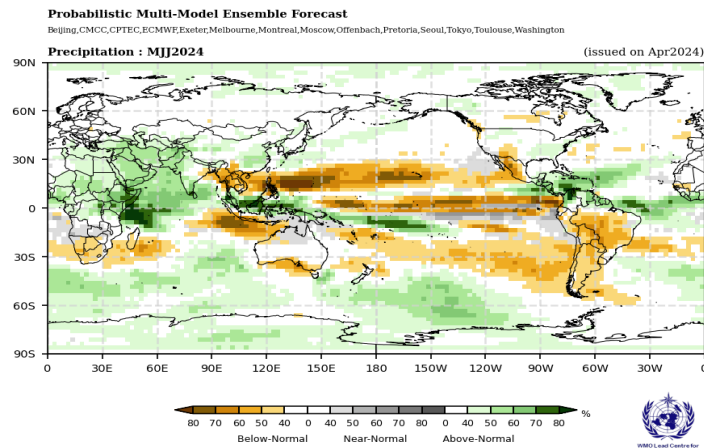 Probabilistic Multi-Model Ensemble Forecast
Beijing,CMCC,CPTEC,ECMWF,Exeter,Melbourne,Montreal,Moscow,Offenbach,Pretoria,Seoul,Tokyo,Toulouse,Washington
Precipitation : MJJ2024 (issued on Apr2024)
90N
60N
30N
0
30S
60S
90S
0 30E 60E 90E 120E 150E 180 150W 120W 90W 60W 30W 0
80 70 60 50 40 0 40 50 60 70 80 0 40 50 60 70 80 %
Below-Normal Near-Normal Above-Normal
WMO Lead Centre for